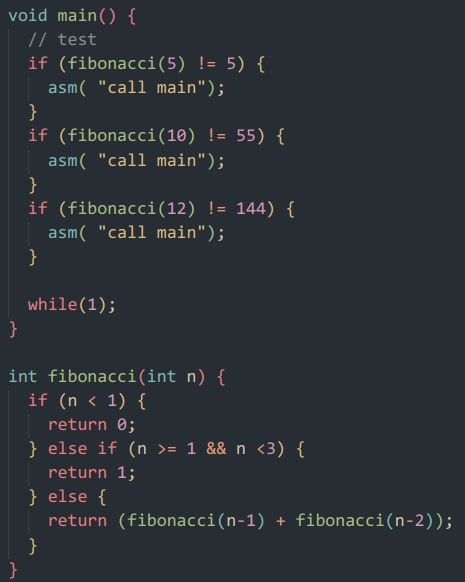 void main() {
  // test
  if (fibonacci(5) != 5) {
    asm( "call main");
  }
  if (fibonacci(10) != 55) {
    asm( "call main");
  }
  if (fibonacci(12) != 144) {
    asm( "call main");
  }

  while(1);
}

int fibonacci(int n) {
  if (n < 1) {
    return 0;
  } else if (n >= 1 && n <3) {
    return 1;
  } else {
    return (fibonacci(n-1) + fibonacci(n-2));
  }
}